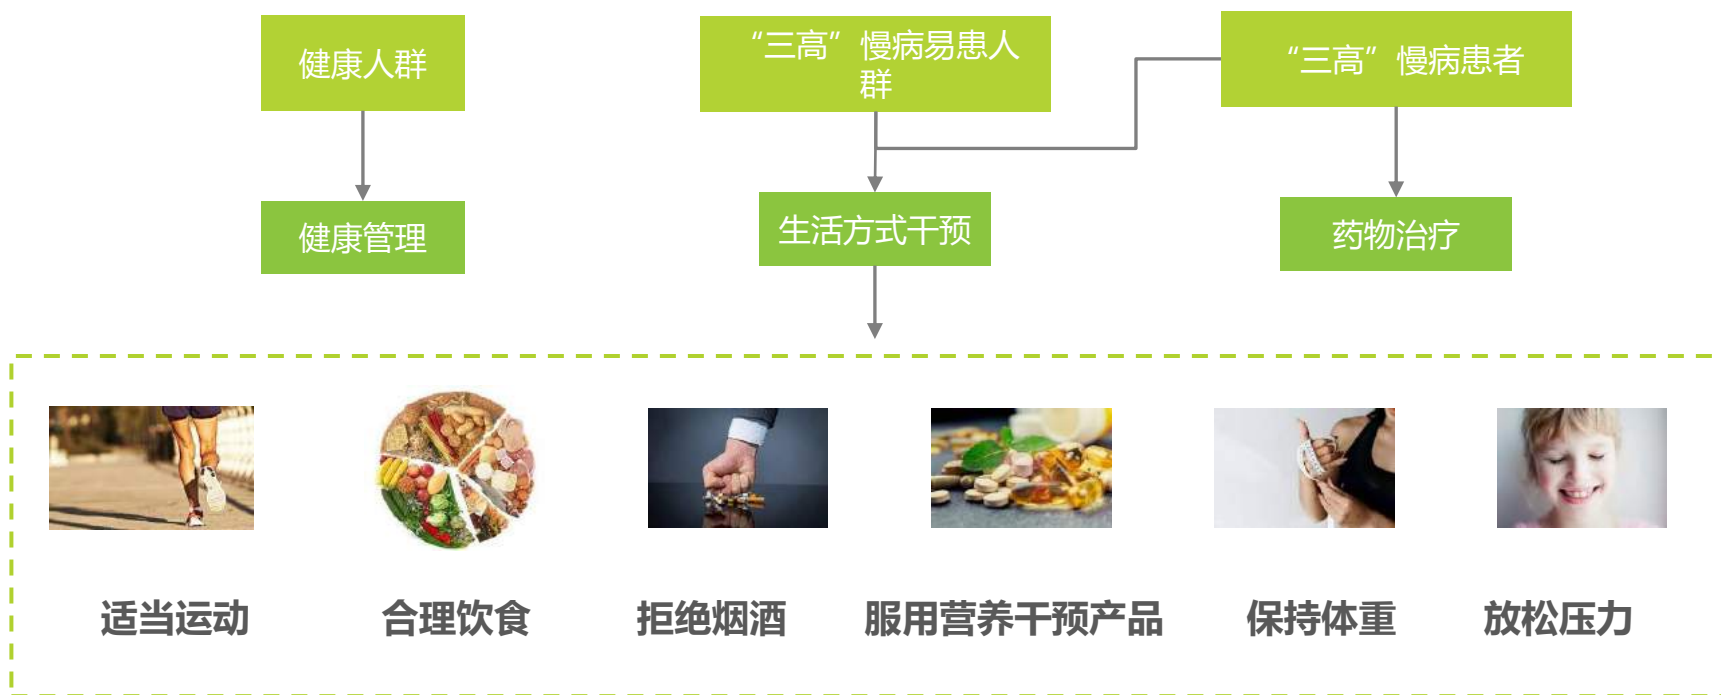 健康人群
“三高”慢病易患人
群
“三高”慢病患者
健康管理
生活方式干预
药物治疗
适当运动
合理饮食
拒绝烟酒
服用营养干预产品
保持体重
放松压力